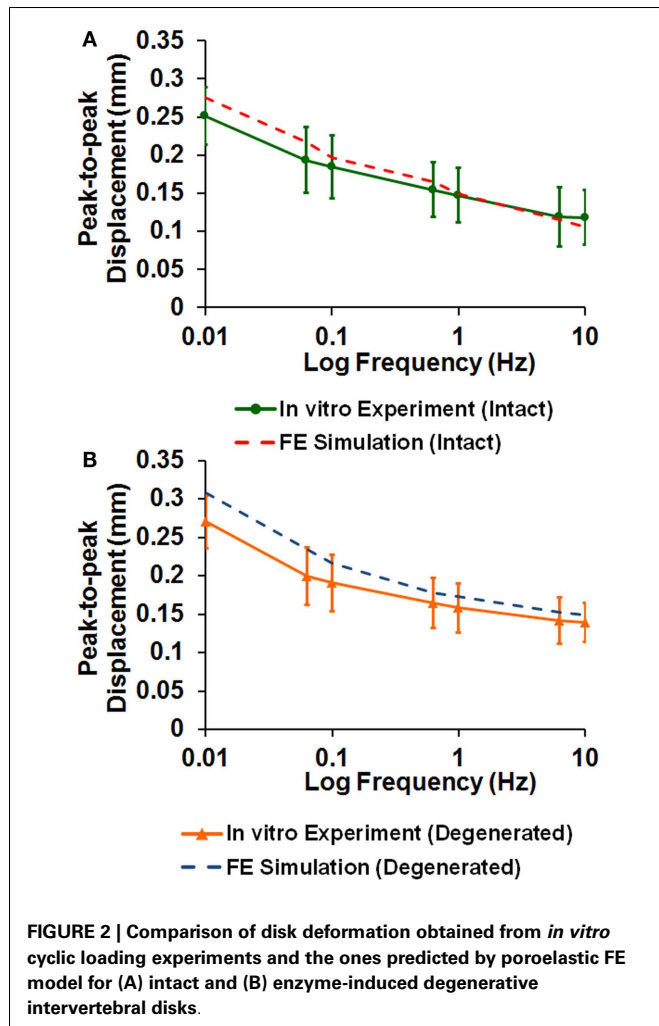 A
0.35
0.3
0.25
0.2
0.15
0.1
0.05
0
Peak-to-peak
Displacement (mm)
0.01 0.1 1 10
Log Frequency (Hz)
In vitro Experiment (Intact)
FE Simulation (Intact)
B
0.35
0.3
0.25
0.2
0.15
0.1
0.05
0
Peak-to-peak
Displacement (mm)
0.01 0.1 1 10
Log Frequency (Hz)
In vitro Experiment (Degenerated)
FE Simulation (Degenerated)
FIGURE 2 | Comparison of disk deformation obtained from in vitro
cyclic loading experiments and the ones predicted by poroelastic FE
model for (A) intact and (B) enzyme-induced degenerative
intervertebral disks.